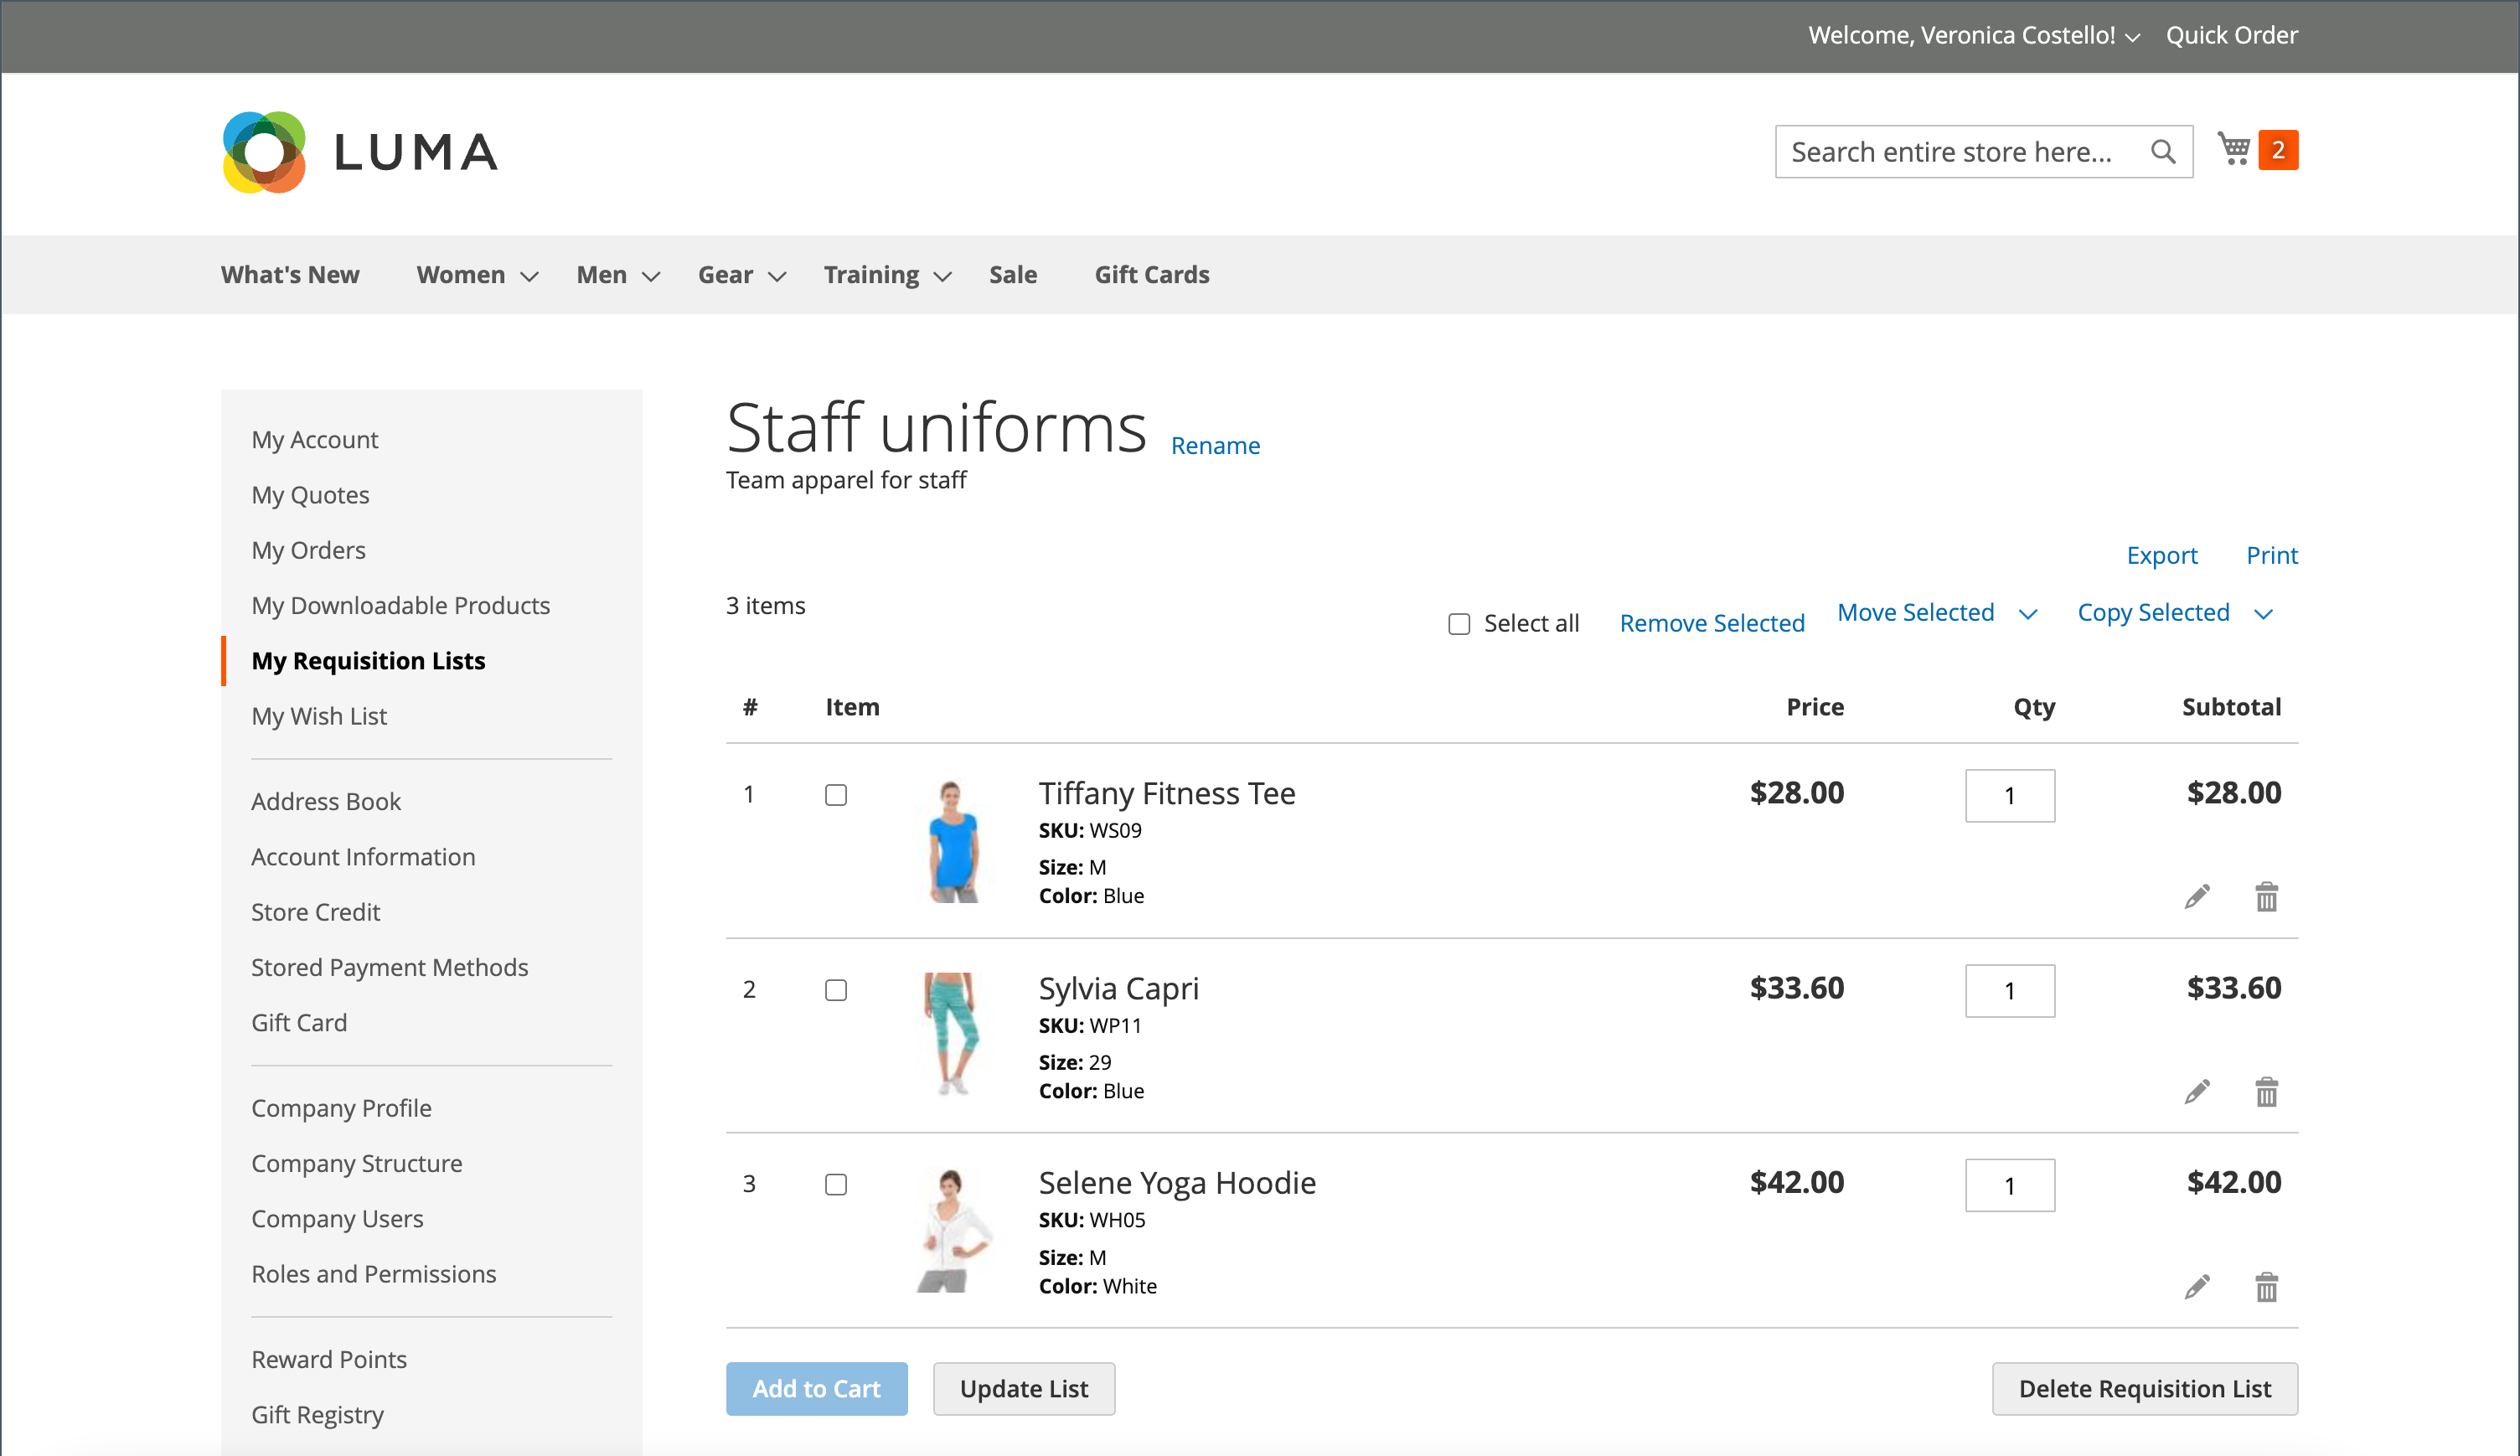 Welcome, Veronica Costello! Quick Order
LUMA
Search entire store here...
2
What's New Women Men Gear Training Sale Gift Cards
My Account
My Quotes
My Orders
My Downloadable Products
My Requisition Lists
My Wish List
Address Book
Account Information
Store Credit
Stored Payment Methods
Gift Card
Company Profile
Company Structure
Company Users
Roles and Permissions
Reward Points
Gift Registry
Staff uniforms Rename
Team apparel for staff
Export Print
3 items
Select all Remove Selected Move Selected Copy Selected
# Item Price Qty Subtotal
1 Tiffany Fitness Tee $28.00 1 $28.00
SKU: WS09
Size: M
Color: Blue
2 Sylvia Capri $33.60 1 $33.60
SKU: WP11
Size: 29
Color: Blue
3 Selene Yoga Hoodie $42.00 1 $42.00
SKU: WH05
Size: M
Color: White
Add to Cart Update List Delete Requisition List